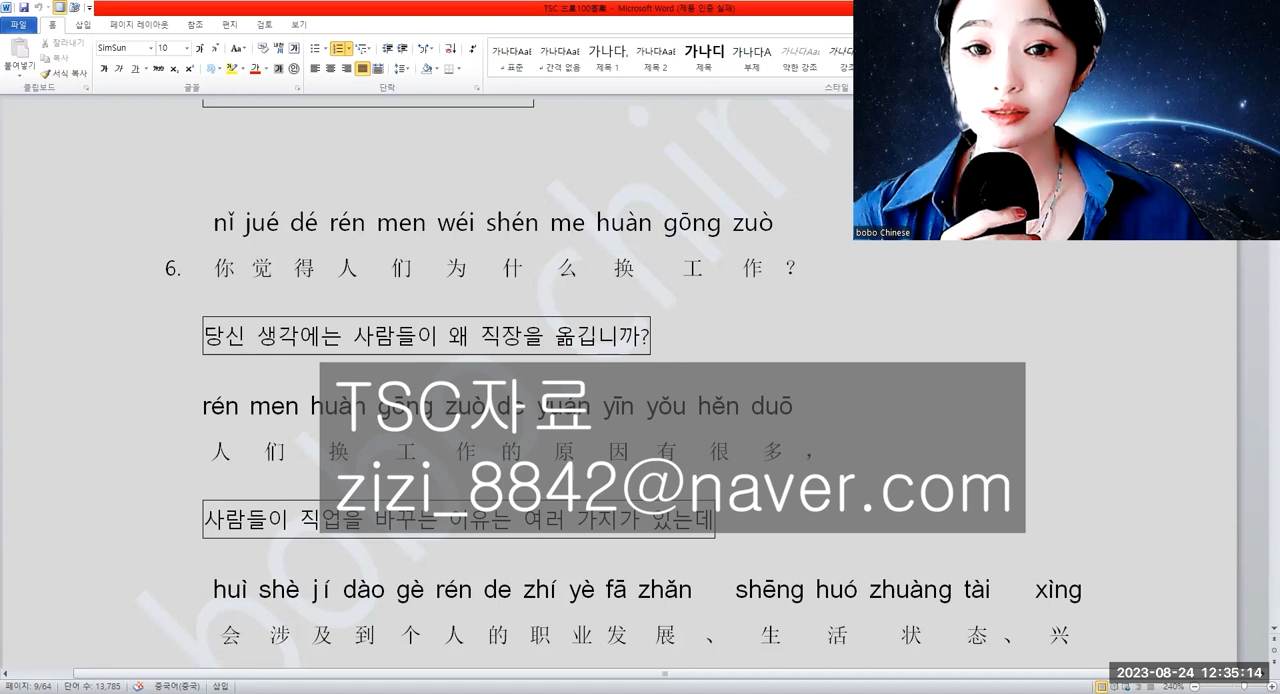 TSC 三島100答案 - Microsoft Word (제품 인증 실패)
파일 홈 삽입 페이지 레이아웃 참조 편지 검토 보기
잘라내기
복사
서식 복사
붙여넣기
SimSun 10
가나다AaE 가나다AaE 가나다. 가나다AaE 가나디 가나다A 가나다AaE
표준 간격 없음 제목 1 제목 2 제목 부제 약한 강조 강조
클립보드 글꼴 단락 스타일
bobo Chinese
nǐ jué dé rén men wéi shén me huàn gōng zuò
6. 你觉得人们为什么换工作？
당신 생각에는 사람들이 왜 직장을 옮깁니까?
rén men huàn gōng zuò de yuán yīn yǒu hěn duō
人们换工作的原因有很多，
TSC자료
zizi_8842@naver.com
사람들이 직업을 바꾸는 이유는 여러 가지가 있는데
huì shè jí dào gè rén de zhí yè fā zhǎn shēng huó zhuàng tài xìng
会涉及到个人的职业发展、生活状态、兴
2023-08-24 12:35:14
페이지: 9/64 단어 수: 13,785 중국어(중국) 삽입 240%